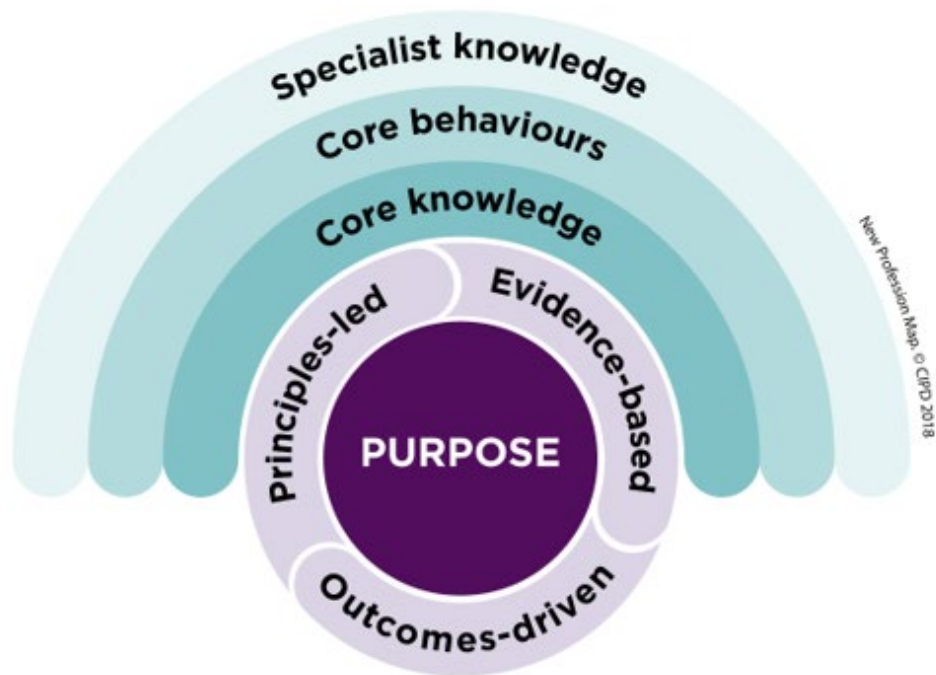 Specialist knowledge
Core behaviours
Core knowledge
Principles-led
Evidence-based
PURPOSE
Outcomes-driven
New Profession Map. © CIPD 2018